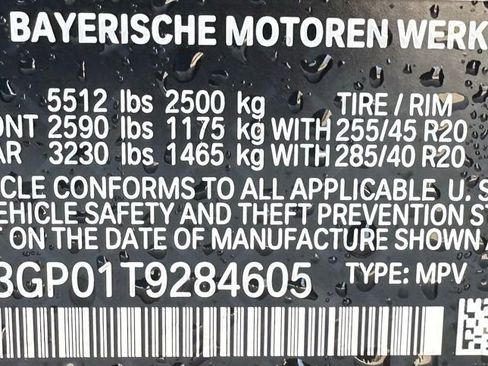 BAYERISCHE MOTOREN WERK
5512 lbs 2500 kg TIRE / RIM
ONT 2590 lbs 1175 kg WITH 255/45 R20
AR 3230 lbs 1465 kg WITH 285/40 R20
ICLE CONFORMS TO ALL APPLICABLE U. S
VEHICLE SAFETY AND THEFT PREVENTION ST
T ON THE DATE OF MANUFACTURE SHOWN A
3GP01T9284605 TYPE: MPV